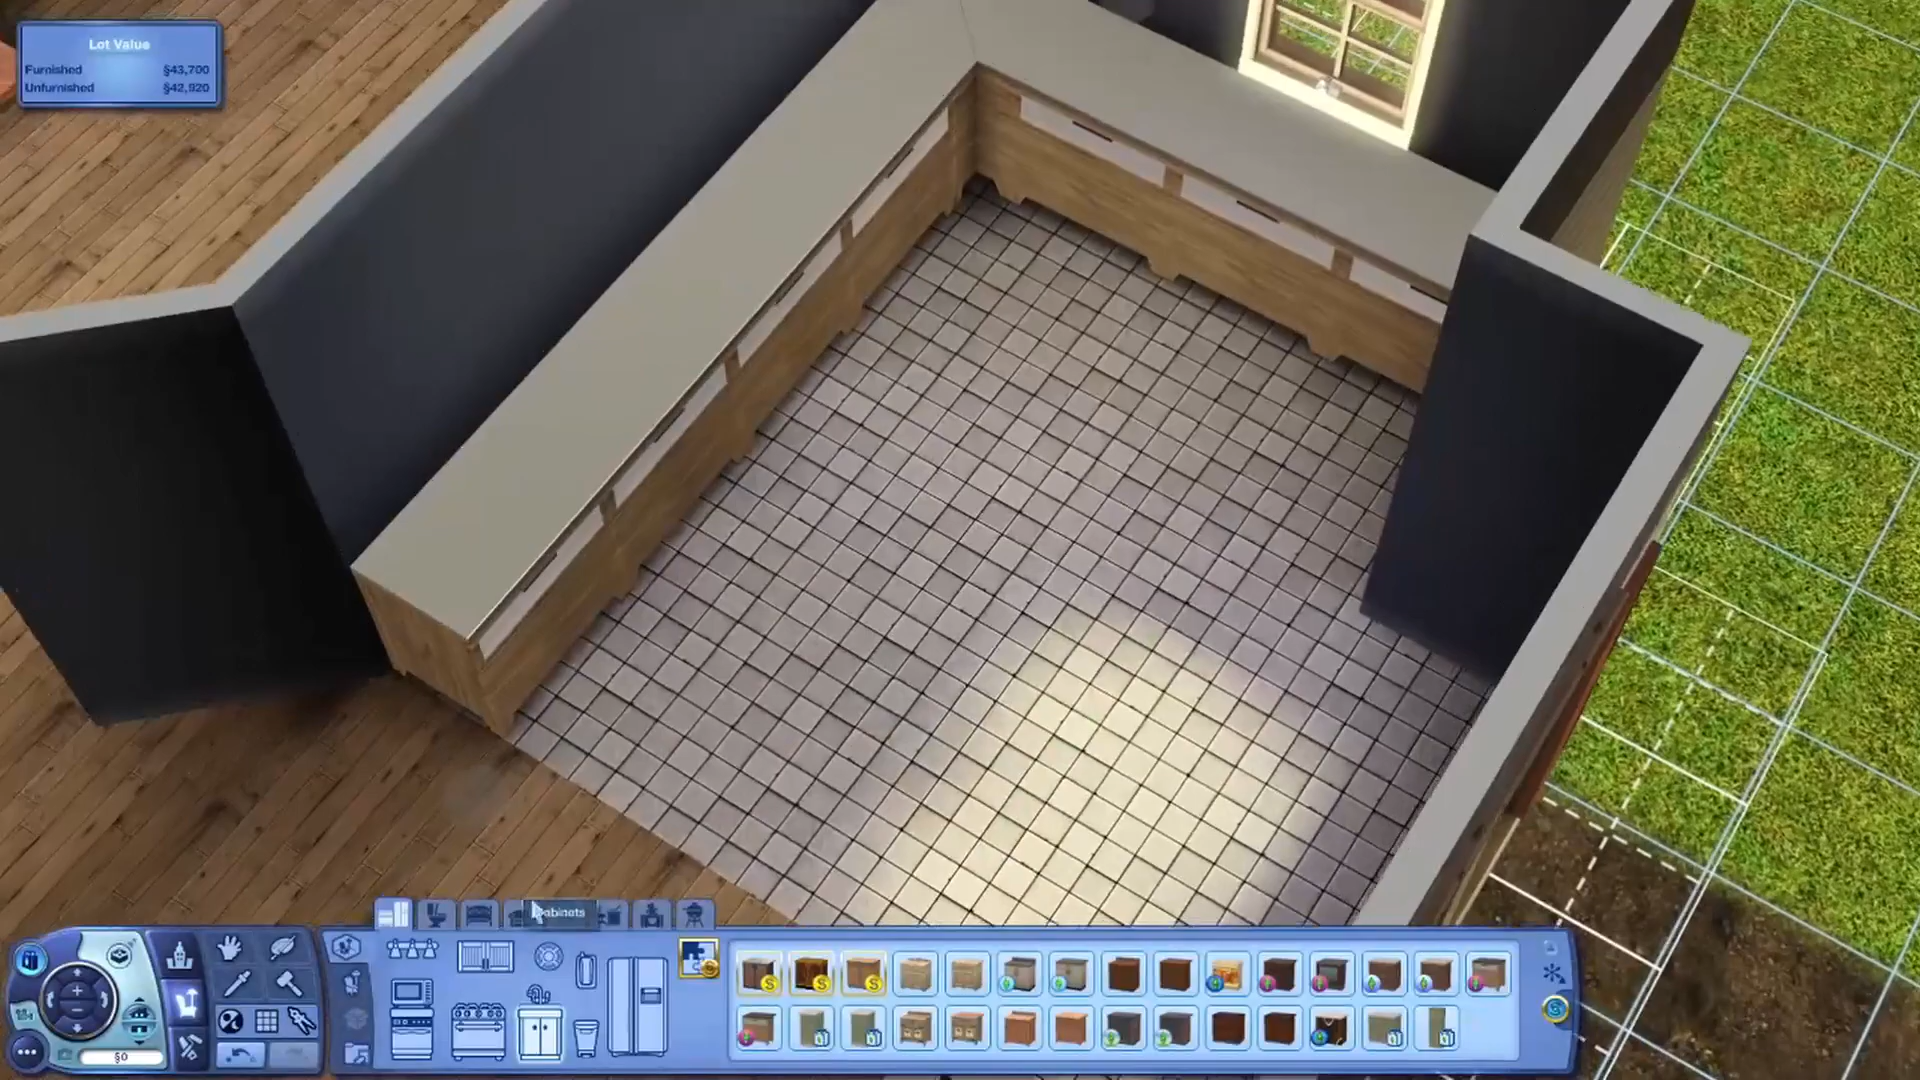 Lot Value
Furnished §43,700
Unfurnished §42,920
Cabinets
§0